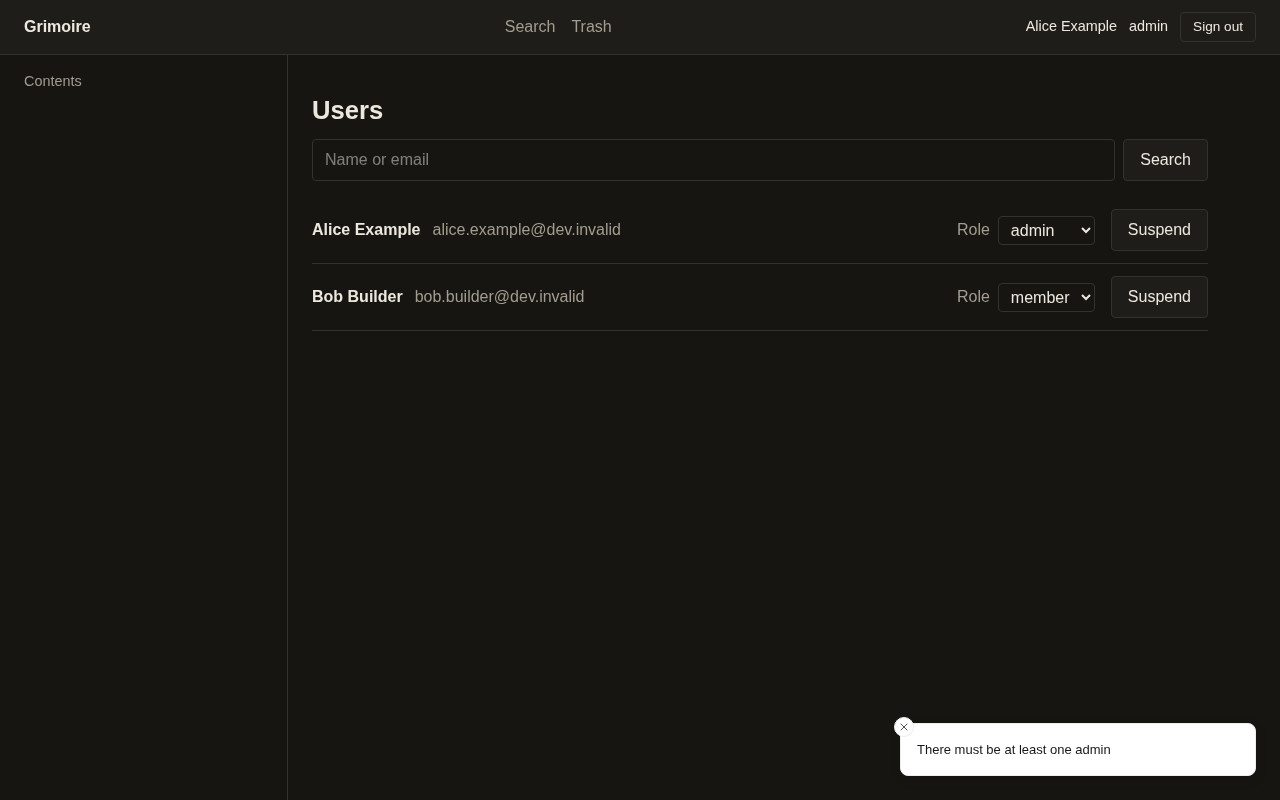 Grimoire
Search Trash
Alice Example admin Sign out
Contents
Users
Name or email Search
Alice Example alice.example@dev.invalid Role admin Suspend
Bob Builder bob.builder@dev.invalid Role member Suspend
There must be at least one admin